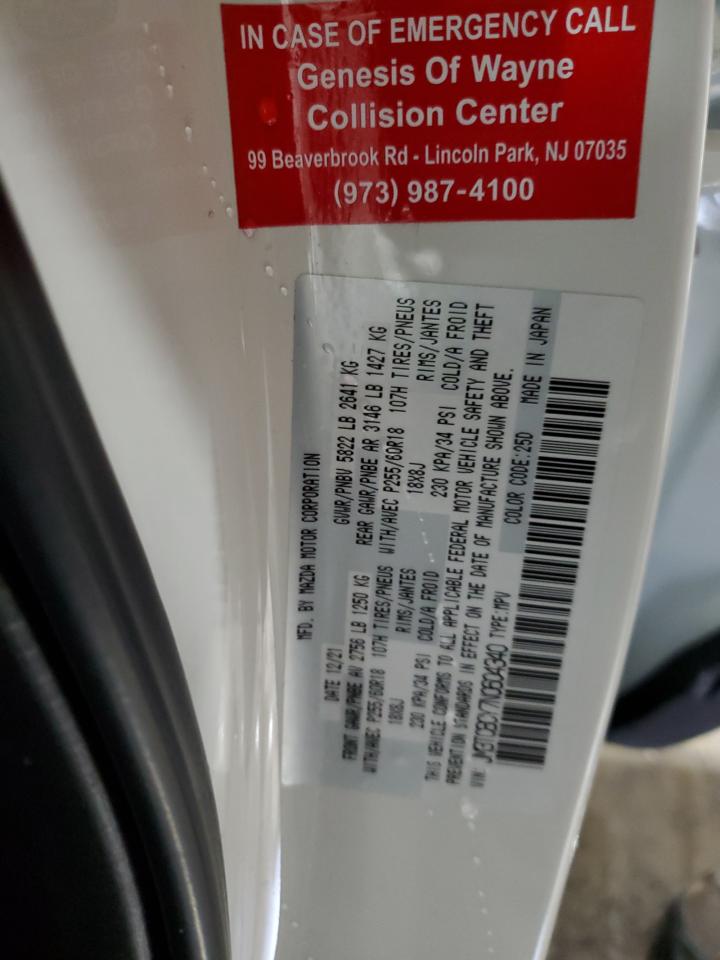 IN CASE OF EMERGENCY CALL
Genesis Of Wayne
Collision Center
99 Beaverbrook Rd - Lincoln Park, NJ 07035
(973) 987-4100
MFD. BY MAZDA MOTOR CORPORATION
DATE 12/21 GVWR/PNBV 5822 LB 2641 KG
FRONT GAWR/PNBE AV 2756 LB 1250 KG REAR GAWR/PNBE AR 3146 LB 1427 KG
WITH/AVEC P255/60R18 107H TIRES/PNEUS WITH/AVEC P255/60R18 107H TIRES/PNEUS
18X8J RIMS/JANTES 18X8J RIMS/JANTES
230 KPA/34 PSI COLD/A FROID 230 KPA/34 PSI COLD/A FROID
THIS VEHICLE CONFORMS TO ALL APPLICABLE FEDERAL MOTOR VEHICLE SAFETY AND THEFT
PREVENTION STANDARDS IN EFFECT ON THE DATE OF MANUFACTURE SHOWN ABOVE.
VIN: JM3TCBDY7N0604340 TYPE:MPV COLOR CODE:25D MADE IN JAPAN